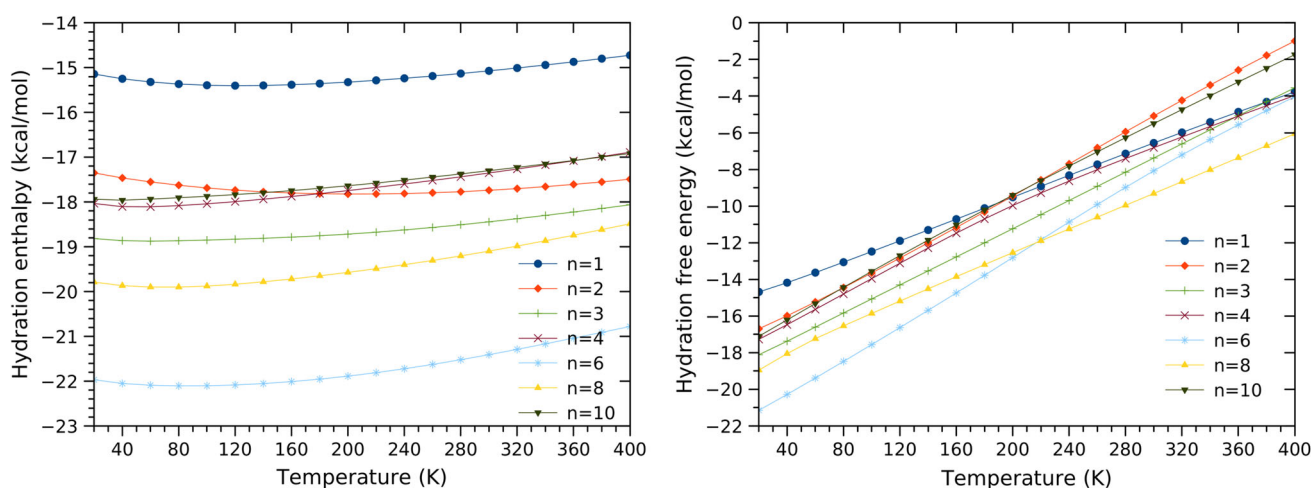 Hydration enthalpy (kcal/mol)
−14
−15
−16
−17
−18
−19
−20
−21
−22
−23
40 80 120 160 200 240 280 320 360 400
Temperature (K)
n=1
n=2
n=3
n=4
n=6
n=8
n=10
Hydration free energy (kcal/mol)
0
−2
−4
−6
−8
−10
−12
−14
−16
−18
−20
−22
40 80 120 160 200 240 280 320 360 400
Temperature (K)
n=1
n=2
n=3
n=4
n=6
n=8
n=10